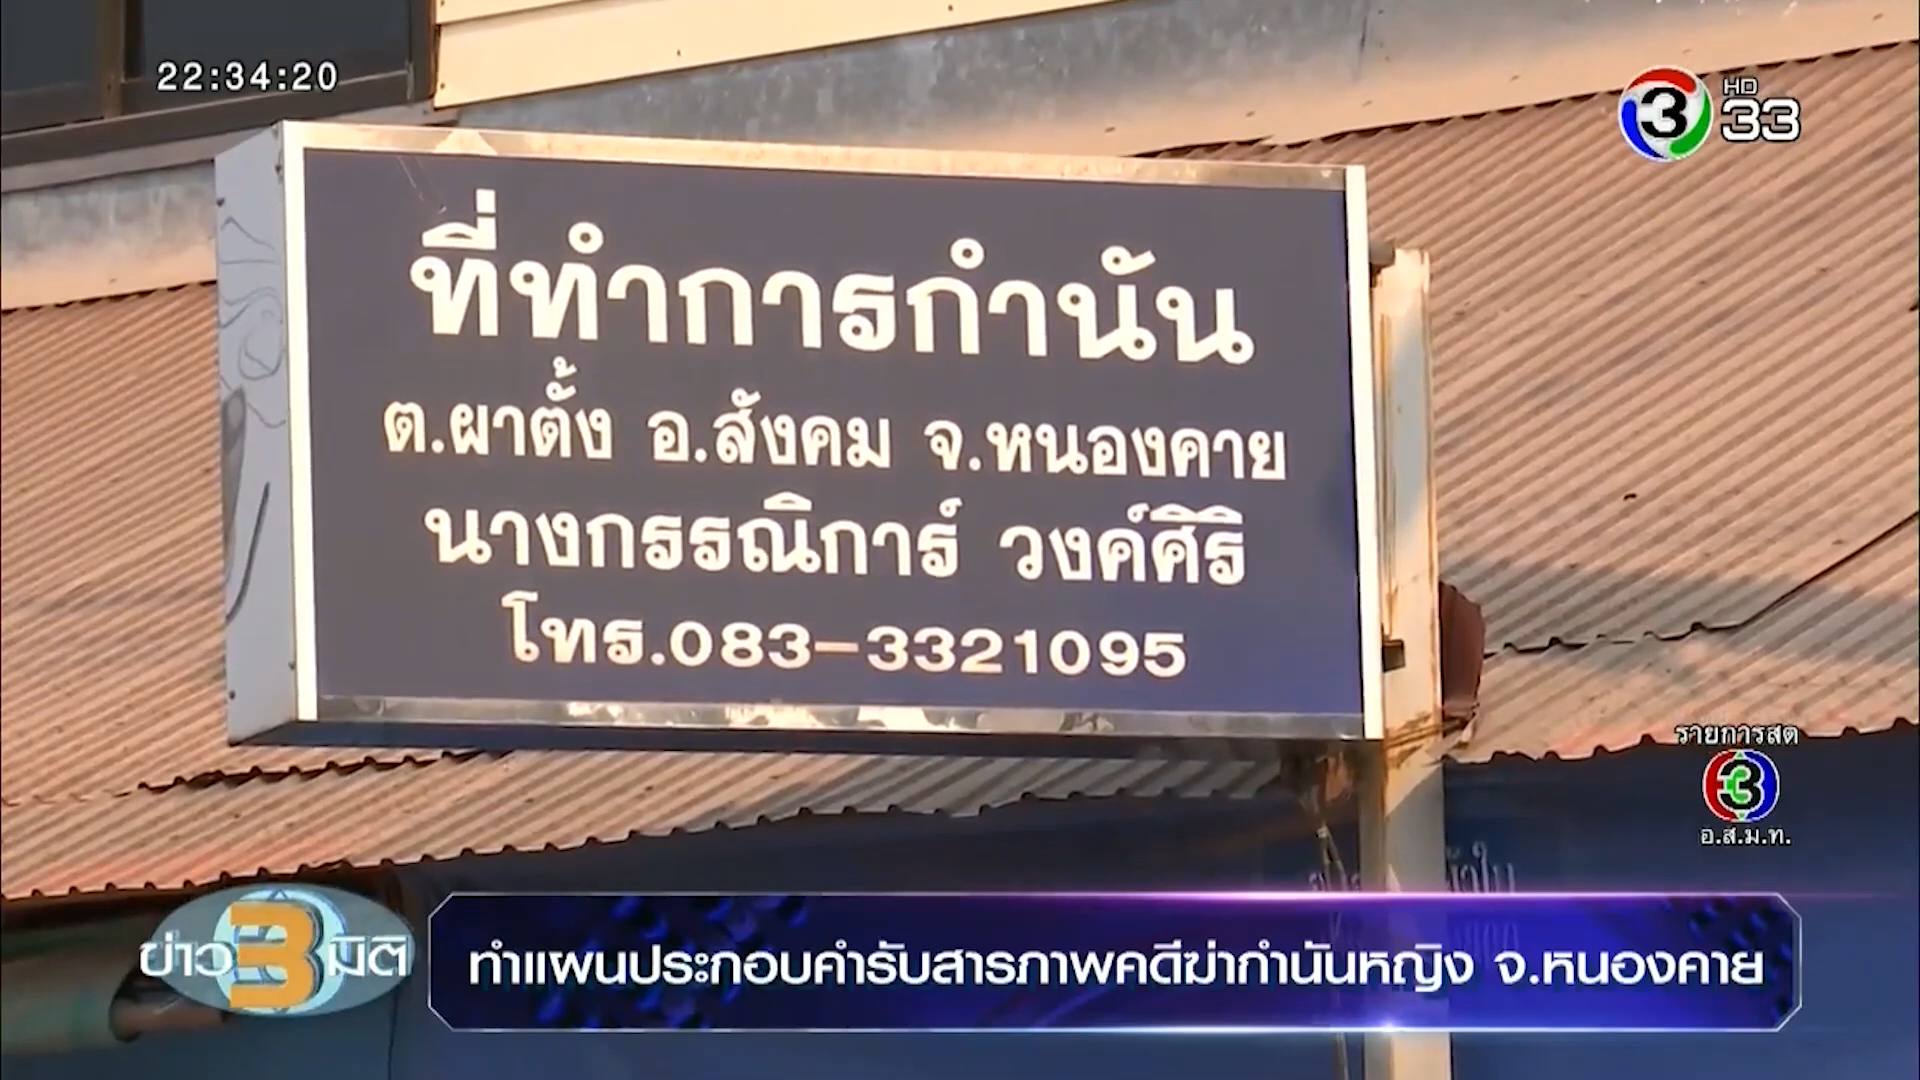 22:34:20
3 HD 33
ที่ทำการกำนัน
ต.ผาตั้ง อ.สังคม จ.หนองคาย
นางกรรณิการ์ วงค์ศิริ
โทร.083-3321095
รายการสด
3
อ.ส.ม.ท.
ข่าว3มิติ
ทำแผนประกอบคำรับสารภาพคดีฆ่ากำนันหญิง จ.หนองคาย